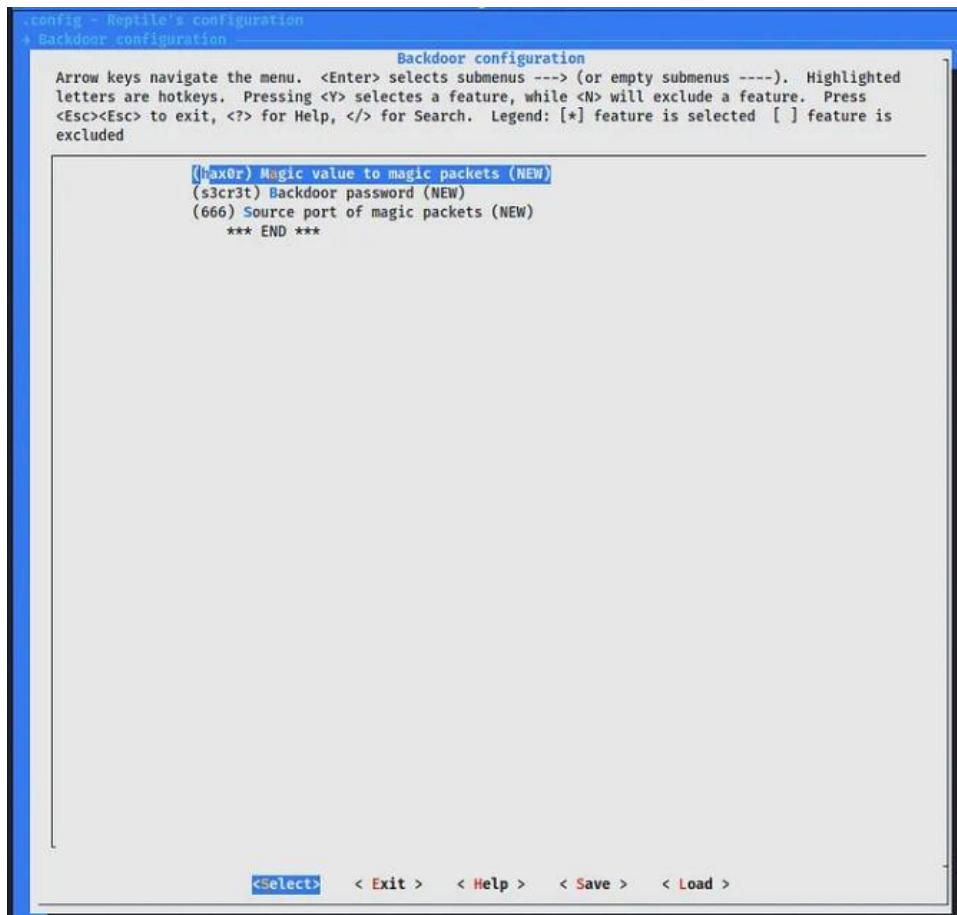 .config - Reptile's configuration
→ Backdoor configuration
Backdoor configuration
Arrow keys navigate the menu.  <Enter> selects submenus ---> (or empty submenus ----).  Highlighted
letters are hotkeys.  Pressing <Y> selectes a feature, while <N> will exclude a feature.  Press
<Esc><Esc> to exit, <?> for Help, </> for Search.  Legend: [*] feature is selected  [ ] feature is
excluded
(hax0r) Magic value to magic packets (NEW)
(s3cr3t) Backdoor password (NEW)
(666) Source port of magic packets (NEW)
*** END ***
<Select>    < Exit >    < Help >    < Save >    < Load >